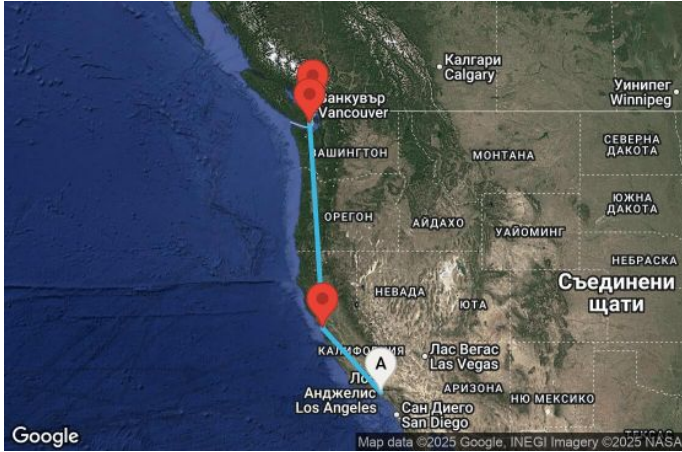 Калгари
Calgary
Уинипег
Winnipeg
Ванкувър
Vancouver
ВАШИНГТОН
МОНТАНА
СЕВЕРНА
ДАКОТА
ОРЕГОН
АЙДАХО
УАЙОМИНГ
ЮЖНА
ДАКОТА
НЕБРАСКА
Съединени
щати
НЕВАДА
ЮТА
КАЛИФОРНИЯ
Лас Вегас
Las Vegas
A
Лос
Анджелис
Los Angeles
АРИЗОНА
НЮ МЕКСИКО
Сан Диего
San Diego
ТЕКСАС
Google
Map data ©2025 Google, INEGI Imagery ©2025 NASA